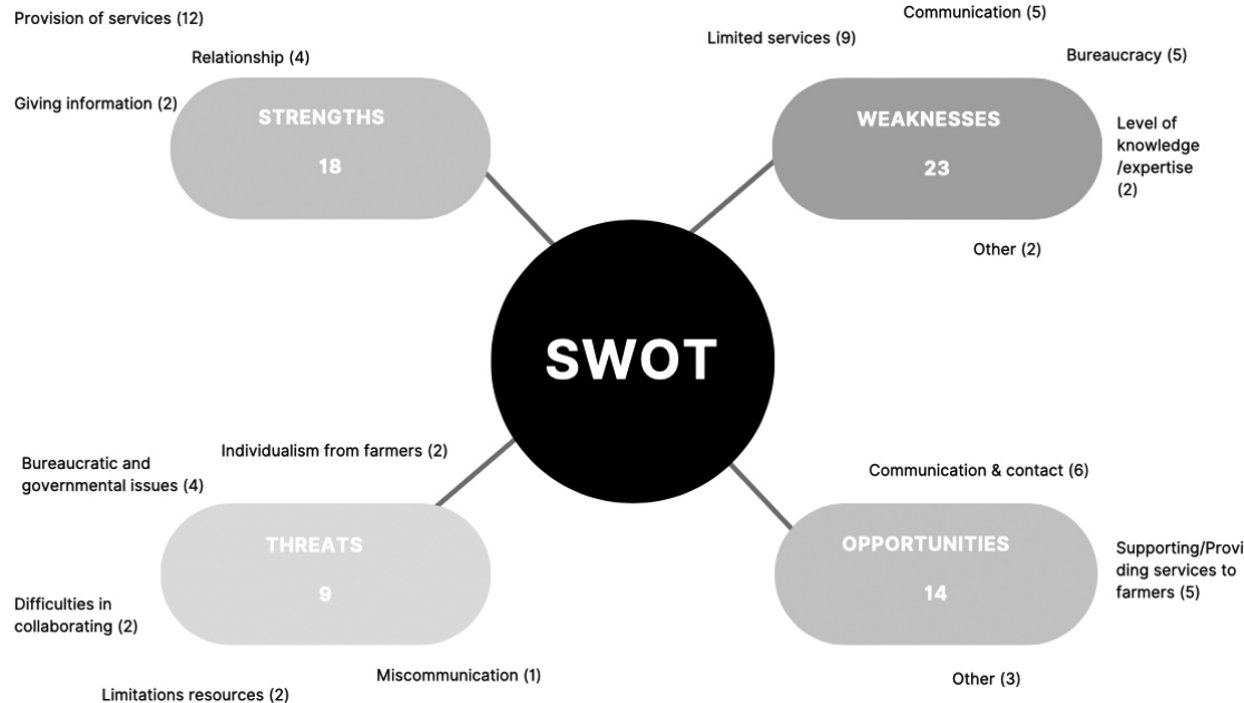 Provision of services (12)
Relationship (4)
Giving information (2)
STRENGTHS
18
Communication (5)
Limited services (9)
Bureaucracy (5)
WEAKNESSES
23
Level of
knowledge
/expertise
(2)
Other (2)
SWOT
Individualism from farmers (2)
Bureaucratic and
governmental issues (4)
THREATS
9
Difficulties in
collaborating (2)
Miscommunication (1)
Limitations resources (2)
Communication & contact (6)
OPPORTUNITIES
14
Supporting/Provi
ding services to
farmers (5)
Other (3)